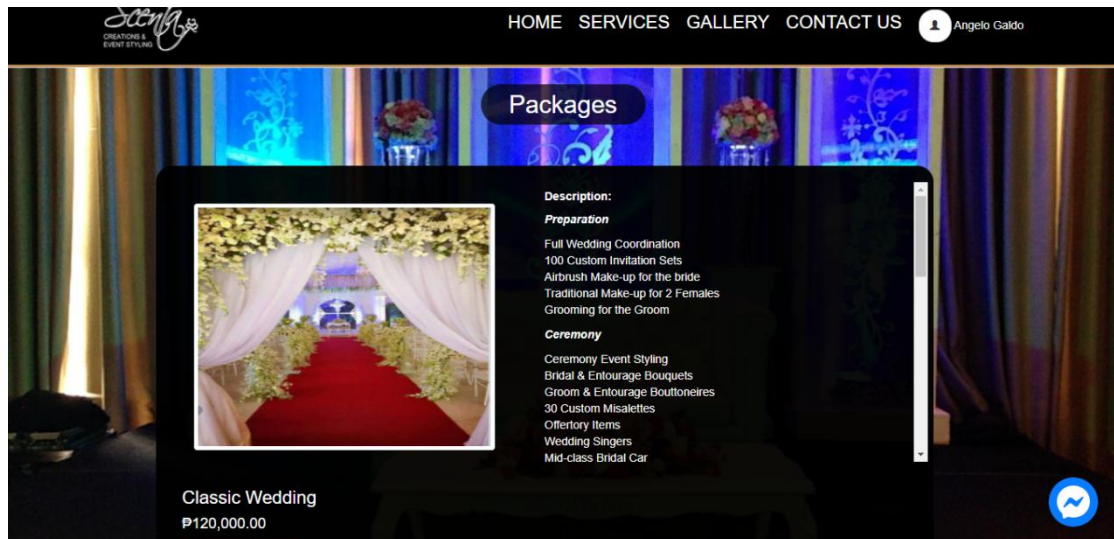 Scenta
CREATIONS &
EVENT STYLING
HOME SERVICES GALLERY CONTACT US Angelo Galdo
Packages
Description:
Preparation
Full Wedding Coordination
100 Custom Invitation Sets
Airbrush Make-up for the bride
Traditional Make-up for 2 Females
Grooming for the Groom
Ceremony
Ceremony Event Styling
Bridal & Entourage Bouquets
Groom & Entourage Bouttoneires
30 Custom Misalettes
Offertory Items
Wedding Singers
Mid-class Bridal Car
Classic Wedding
₱120,000.00